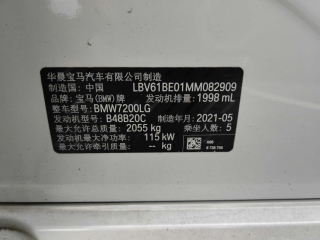 华晨宝马汽车有限公司制造
制造国：中国 LBV61BE01MM082909
品牌：宝马(BMW)牌 发动机排量：1998 mL
整车型号：BMW7200LG
发动机型号：B48B20C 制造年月：2021-05
最大允许总质量：2055 kg 乘坐人数：5
发动机最大净功率：115 kW
最大允许牵引质量：-- kg